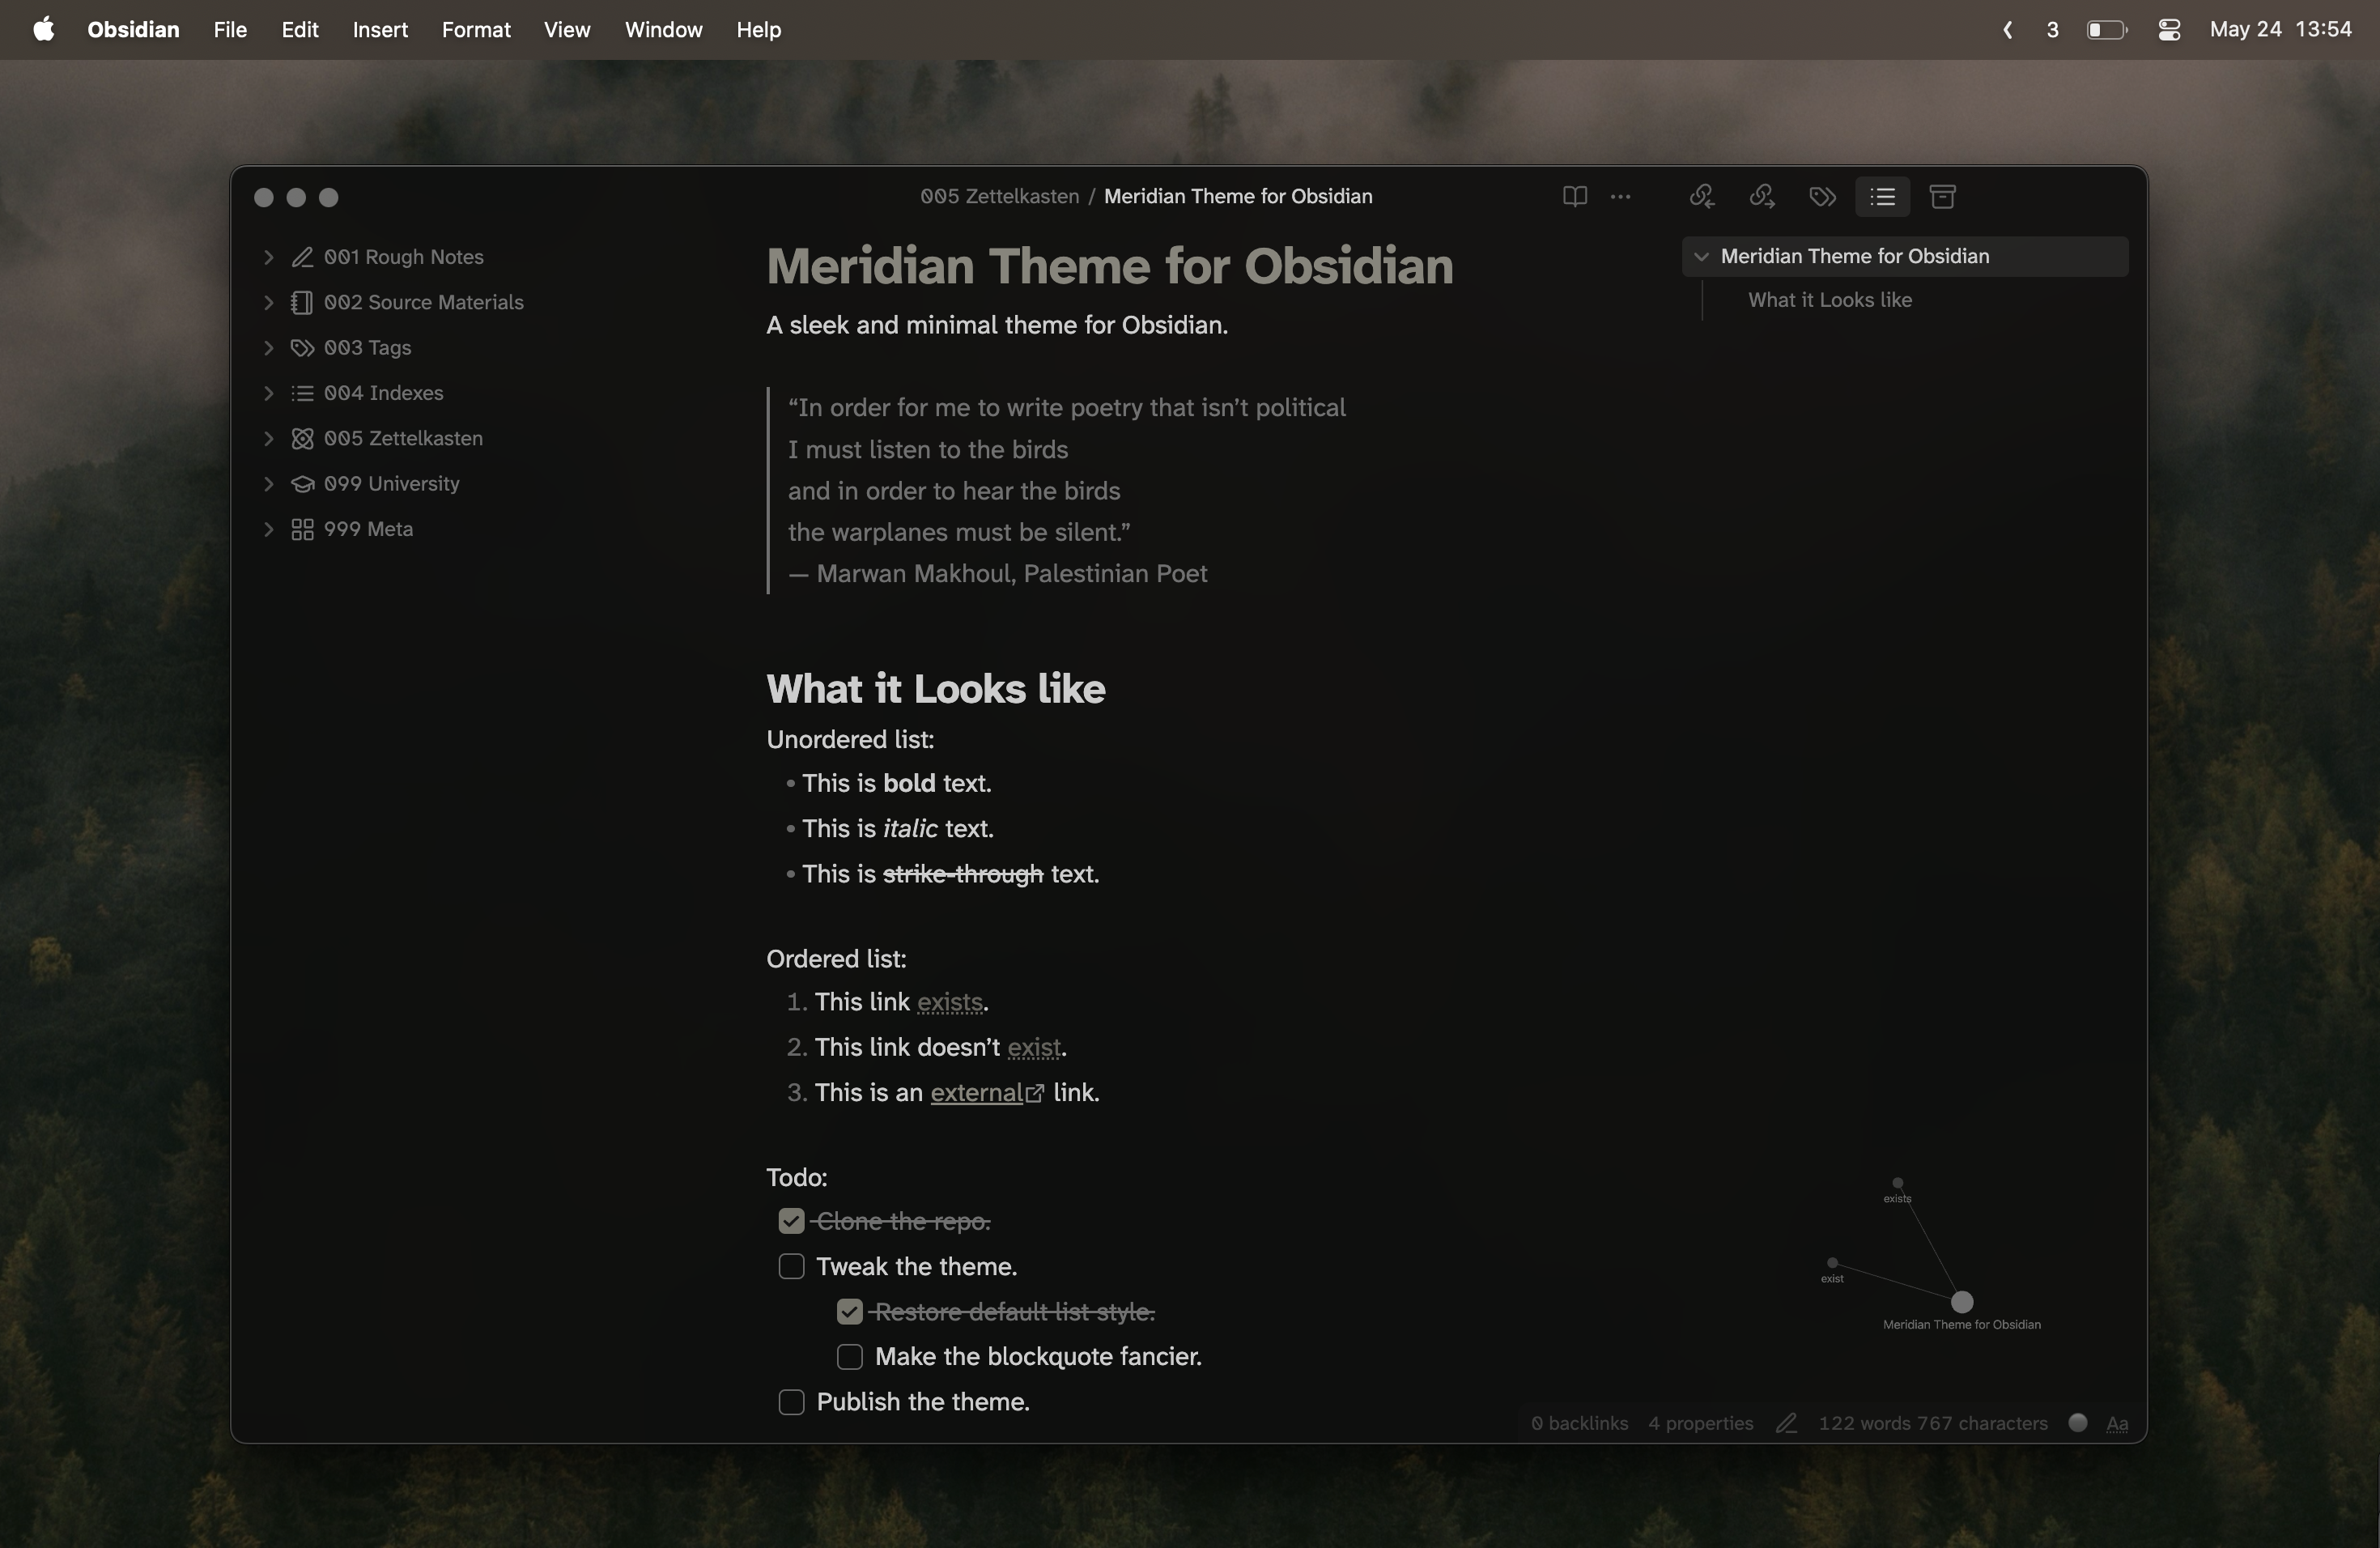 Obsidian File Edit Insert Format View Window Help
3 May 24 13:54
005 Zettelkasten / Meridian Theme for Obsidian
001 Rough Notes
002 Source Materials
003 Tags
004 Indexes
005 Zettelkasten
099 University
999 Meta
Meridian Theme for Obsidian
A sleek and minimal theme for Obsidian.
“In order for me to write poetry that isn’t political
I must listen to the birds
and in order to hear the birds
the warplanes must be silent.”
— Marwan Makhoul, Palestinian Poet
What it Looks like
Unordered list:
• This is bold text.
• This is italic text.
• This is strike-through text.
Ordered list:
1. This link exists.
2. This link doesn’t exist.
3. This is an external link.
Todo:
Clone the repo.
Tweak the theme.
Restore default list style.
Make the blockquote fancier.
Publish the theme.
Meridian Theme for Obsidian
What it Looks like
exists
exist
Meridian Theme for Obsidian
0 backlinks 4 properties 122 words 767 characters Aa